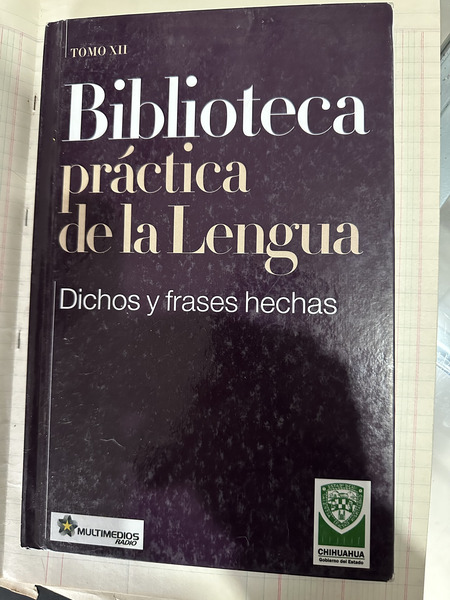 TOMO XII
Biblioteca
práctica
de la Lengua
Dichos y frases hechas
MULTIMEDIOS
RADIO
CHIHUAHUA
Gobierno del Estado